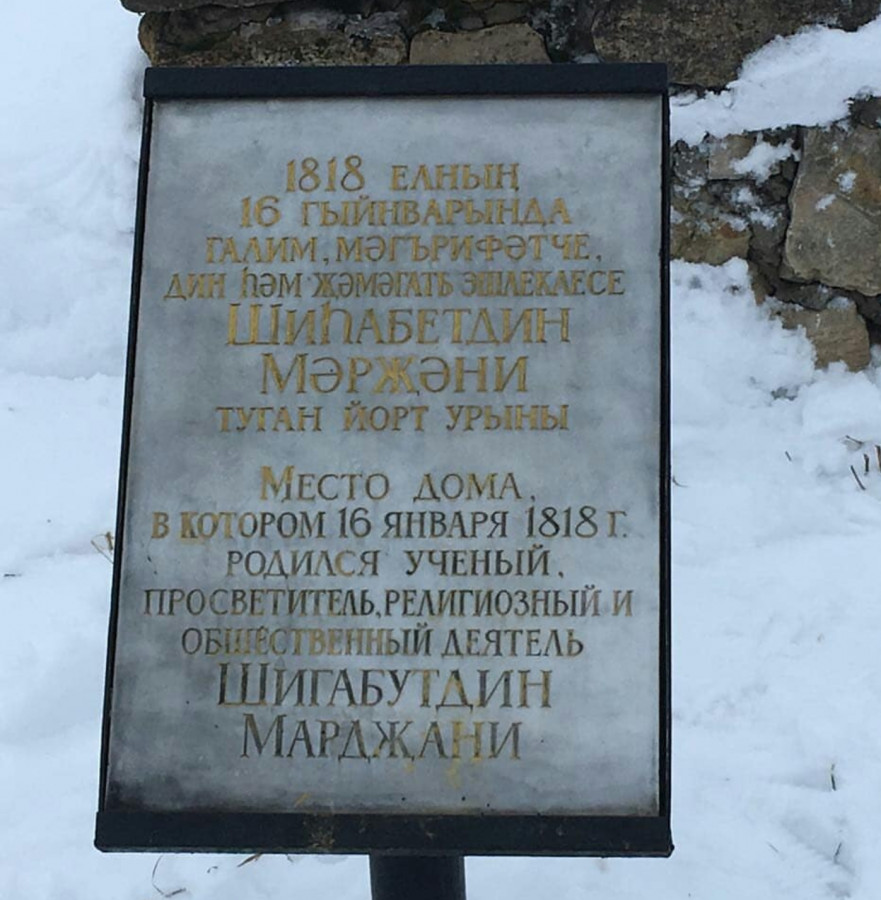 1818 ЕЛНЫҢ
16 ГЫЙНВАРЫНДА
ГАЛИМ, МӘГЪРИФӘТЧЕ,
ДИН ҺӘМ ҖӘМӘГАТЬ ЭШЛЕКЛЕСЕ
ШИҺАБЕТДИН
МӘРҖӘНИ
ТУГАН ЙОРТ УРЫНЫ
МЕСТО ДОМА,
В КОТОРОМ 16 ЯНВАРЯ 1818 Г.
РОДИЛСЯ УЧЕНЫЙ,
ПРОСВЕТИТЕЛЬ, РЕЛИГИОЗНЫЙ И
ОБЩЕСТВЕННЫЙ ДЕЯТЕЛЬ
ШИГАБУТДИН
МАРДЖАНИ